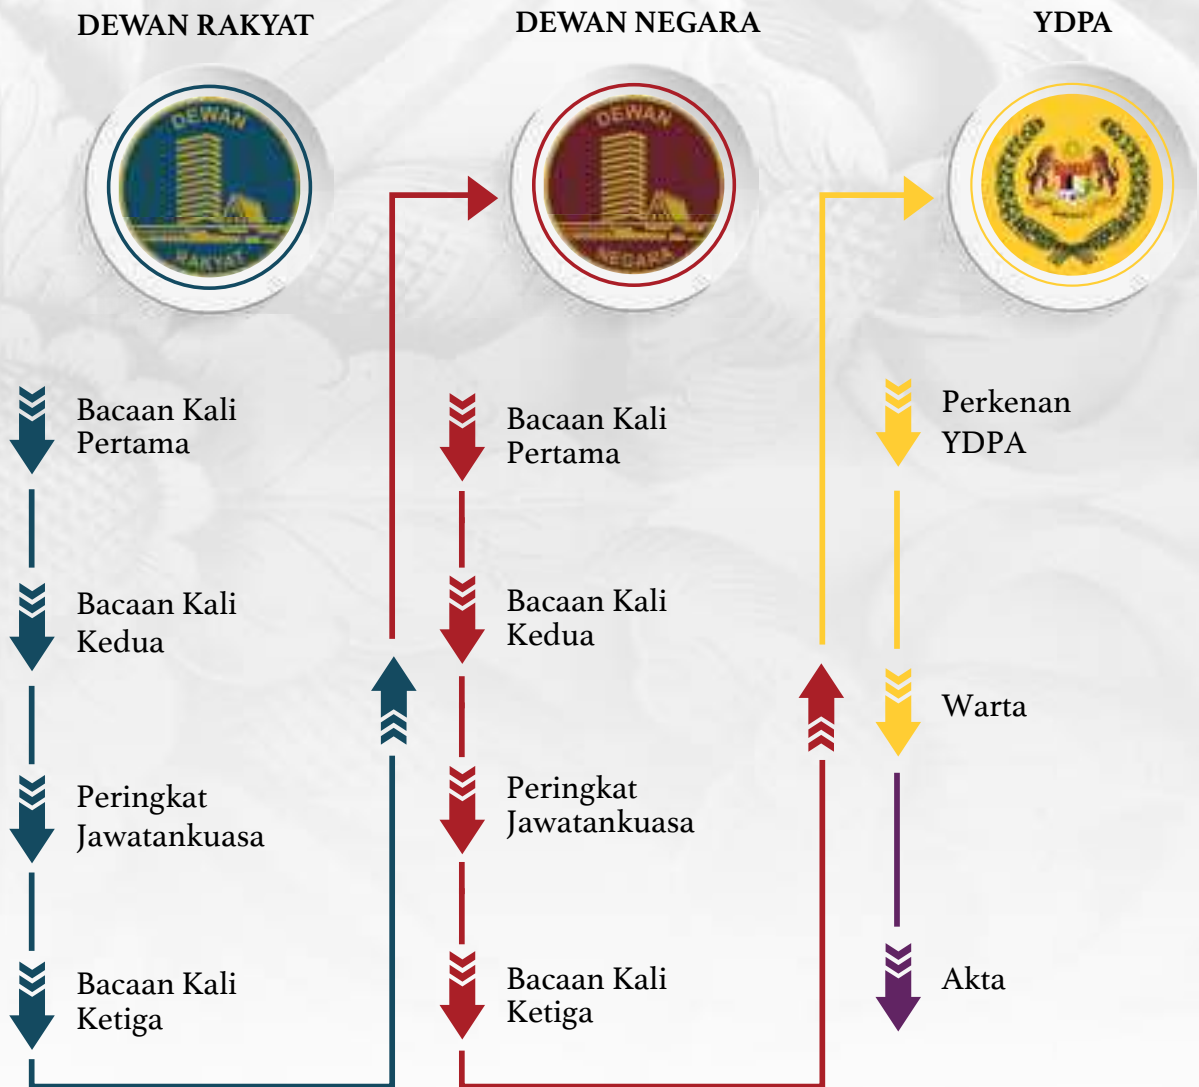 DEWAN RAKYAT
DEWAN
RAKYAT
Bacaan Kali
Pertama
Bacaan Kali
Kedua
Peringkat
Jawatankuasa
Bacaan Kali
Ketiga
DEWAN NEGARA
DEWAN
NEGARA
Bacaan Kali
Pertama
Bacaan Kali
Kedua
Peringkat
Jawatankuasa
Bacaan Kali
Ketiga
YDPA
Perkenan
YDPA
Warta
Akta